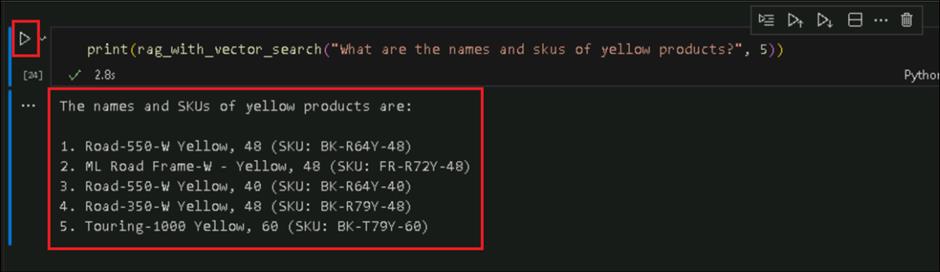 print(rag_with_vector_search("What are the names and skus of yellow products?", 5))
[24]
2.8s
Python
The names and SKUs of yellow products are:
1. Road-550-W Yellow, 48 (SKU: BK-R64Y-48)
2. ML Road Frame-W - Yellow, 48 (SKU: FR-R72Y-48)
3. Road-550-W Yellow, 40 (SKU: BK-R64Y-40)
4. Road-350-W Yellow, 48 (SKU: BK-R79Y-48)
5. Touring-1000 Yellow, 60 (SKU: BK-T79Y-60)